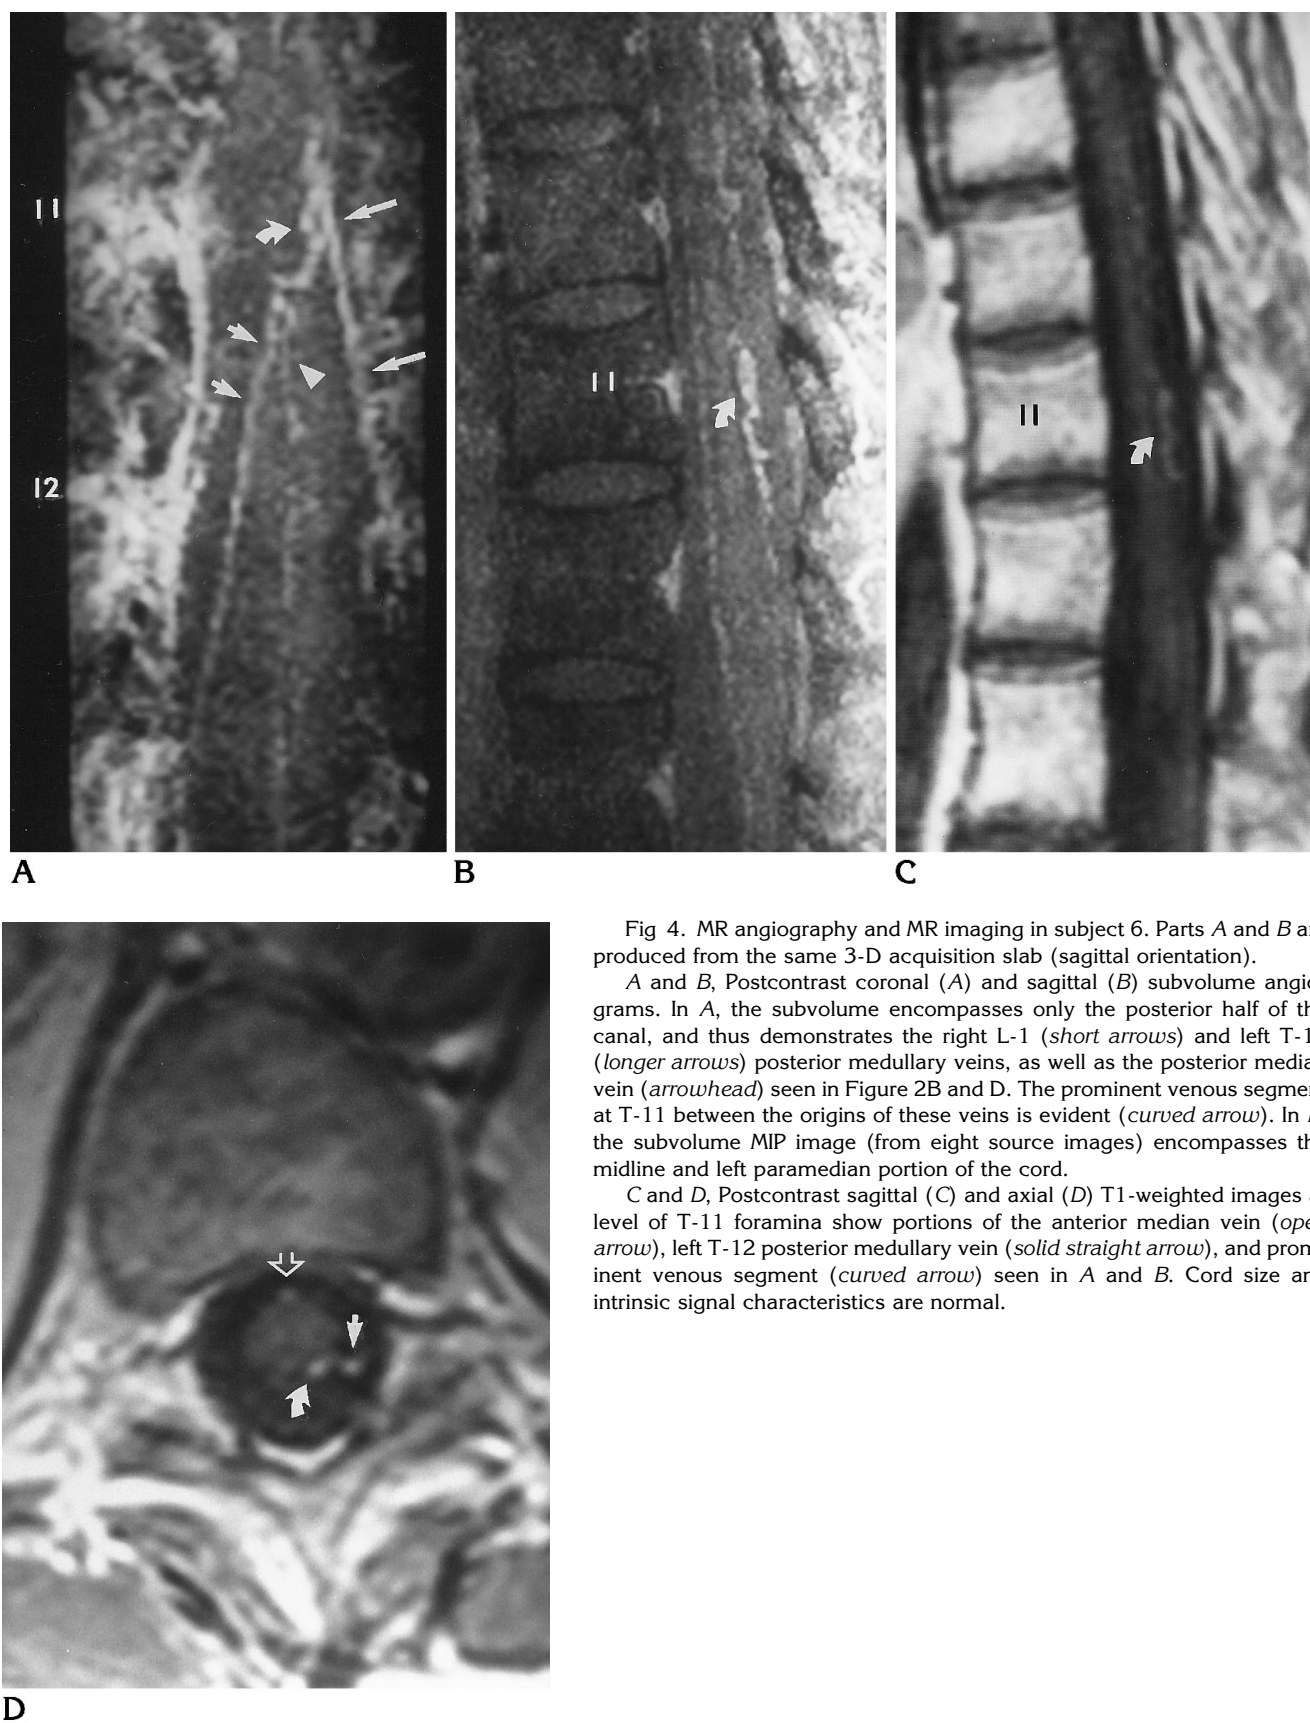 11
12
11
11
A
B
C
D
Fig 4. MR angiography and MR imaging in subject 6. Parts A and B
produced from the same 3-D acquisition slab (sagittal orientation).
A and B, Postcontrast coronal (A) and sagittal (B) subvolume angio
grams. In A, the subvolume encompasses only the posterior half of
canal, and thus demonstrates the right L-1 (short arrows) and left
(longer arrows) posterior medullary veins, as well as the posterior
vein (arrowhead) seen in Figure 2B and D. The prominent venous
at T-11 between the origins of these veins is evident (curved arrow). In
the subvolume MIP image (from eight source images) encompasses
midline and left paramedian portion of the cord.
C and D, Postcontrast sagittal (C) and axial (D) T1-weighted images
level of T-11 foramina show portions of the anterior median vein
arrow), left T-12 posterior medullary vein (solid straight arrow), and prom
inent venous segment (curved arrow) seen in A and B. Cord size
intrinsic signal characteristics are normal.